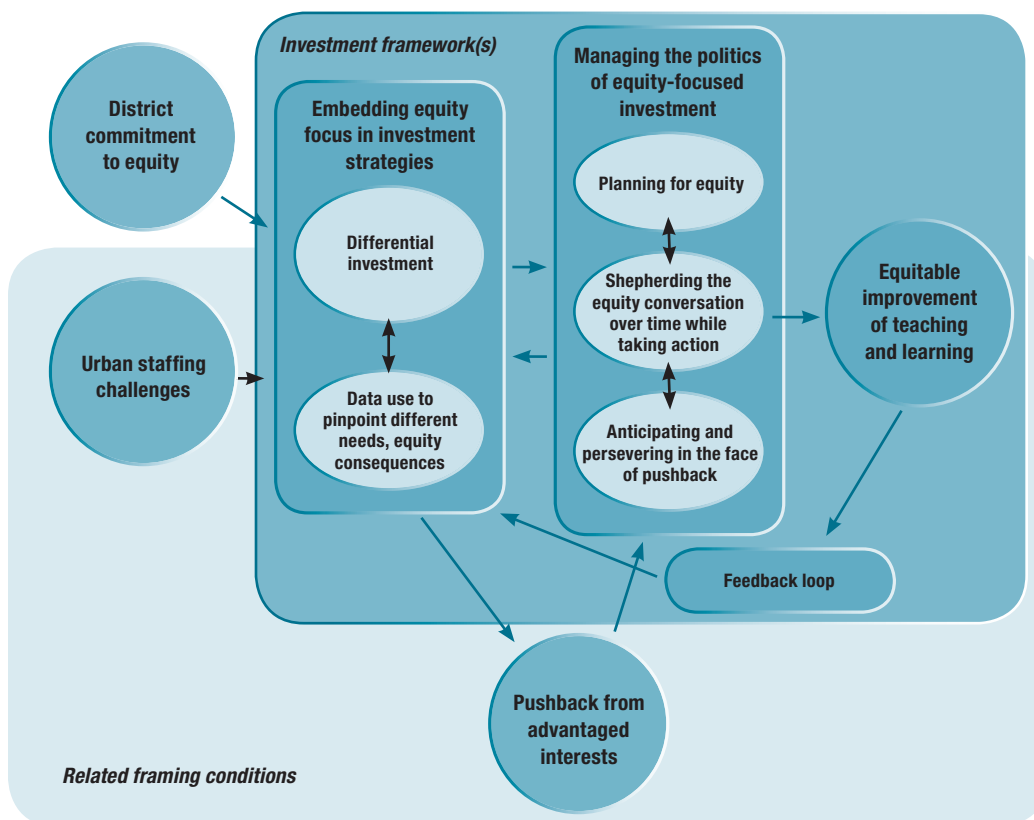 Investment framework(s)
District
commitment
to equity
Urban staffing
challenges
Embedding equity
focus in investment
strategies
Differential
investment
Data use to
pinpoint different
needs, equity
consequences
Managing the politics
of equity-focused
investment
Planning for equity
Shepherding the
equity conversation
over time while
taking action
Anticipating and
persevering in the face
of pushback
Equitable
improvement
of teaching
and learning
Feedback loop
Pushback from
advantaged
interests
Related framing conditions